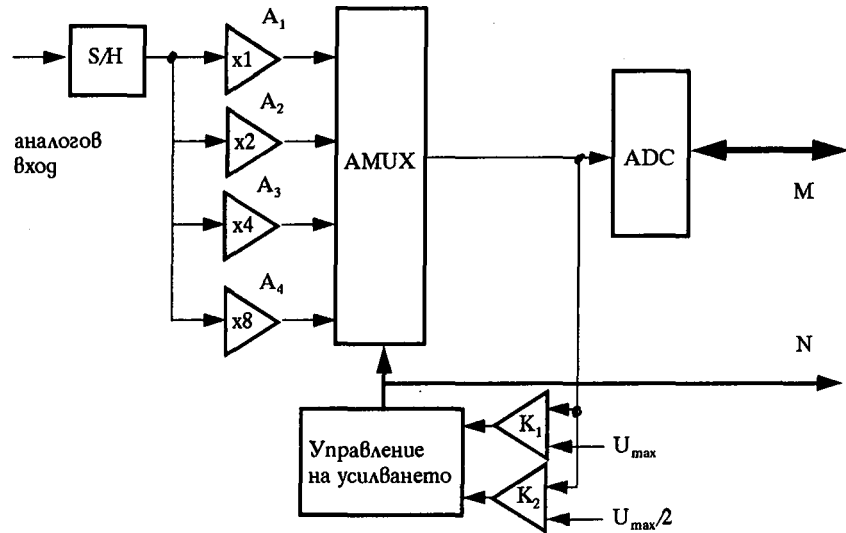 S/H
аналогов
вход
A₁
x1
A₂
x2
A₃
x4
A₄
x8
AMUX
ADC
M
N
Управление
на усилването
K₁
Uₘₐₓ
K₂
Uₘₐₓ/2